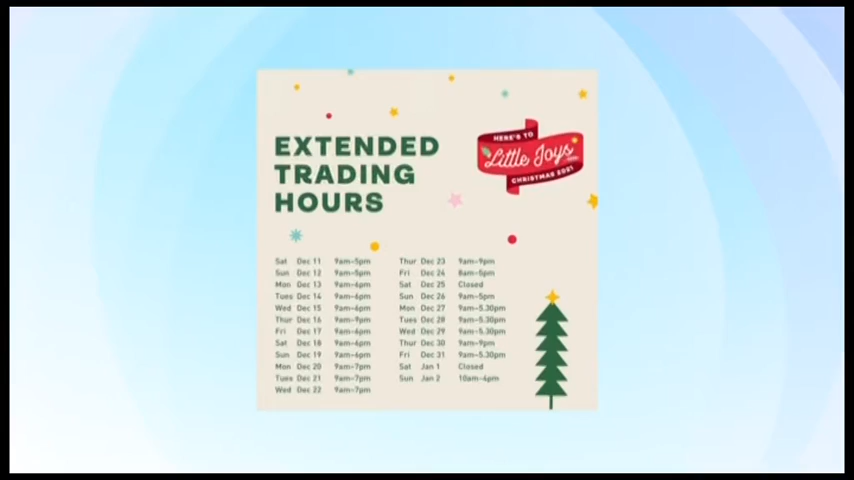 EXTENDED
TRADING
HOURS
HERE'S TO
Little Joys
CHRISTMAS 2021
Sat Dec 11 9am–5pm
Sun Dec 12 9am–5pm
Mon Dec 13 9am–6pm
Tues Dec 14 9am–6pm
Wed Dec 15 9am–6pm
Thur Dec 16 9am–9pm
Fri Dec 17 9am–6pm
Sat Dec 18 9am–6pm
Sun Dec 19 9am–6pm
Mon Dec 20 9am–7pm
Tues Dec 21 9am–7pm
Wed Dec 22 9am–7pm
Thur Dec 23 9am–9pm
Fri Dec 24 8am–5pm
Sat Dec 25 Closed
Sun Dec 26 9am–5pm
Mon Dec 27 9am–5.30pm
Tues Dec 28 9am–5.30pm
Wed Dec 29 9am–5.30pm
Thur Dec 30 9am–9pm
Fri Dec 31 9am–5.30pm
Sat Jan 1 Closed
Sun Jan 2 10am–4pm